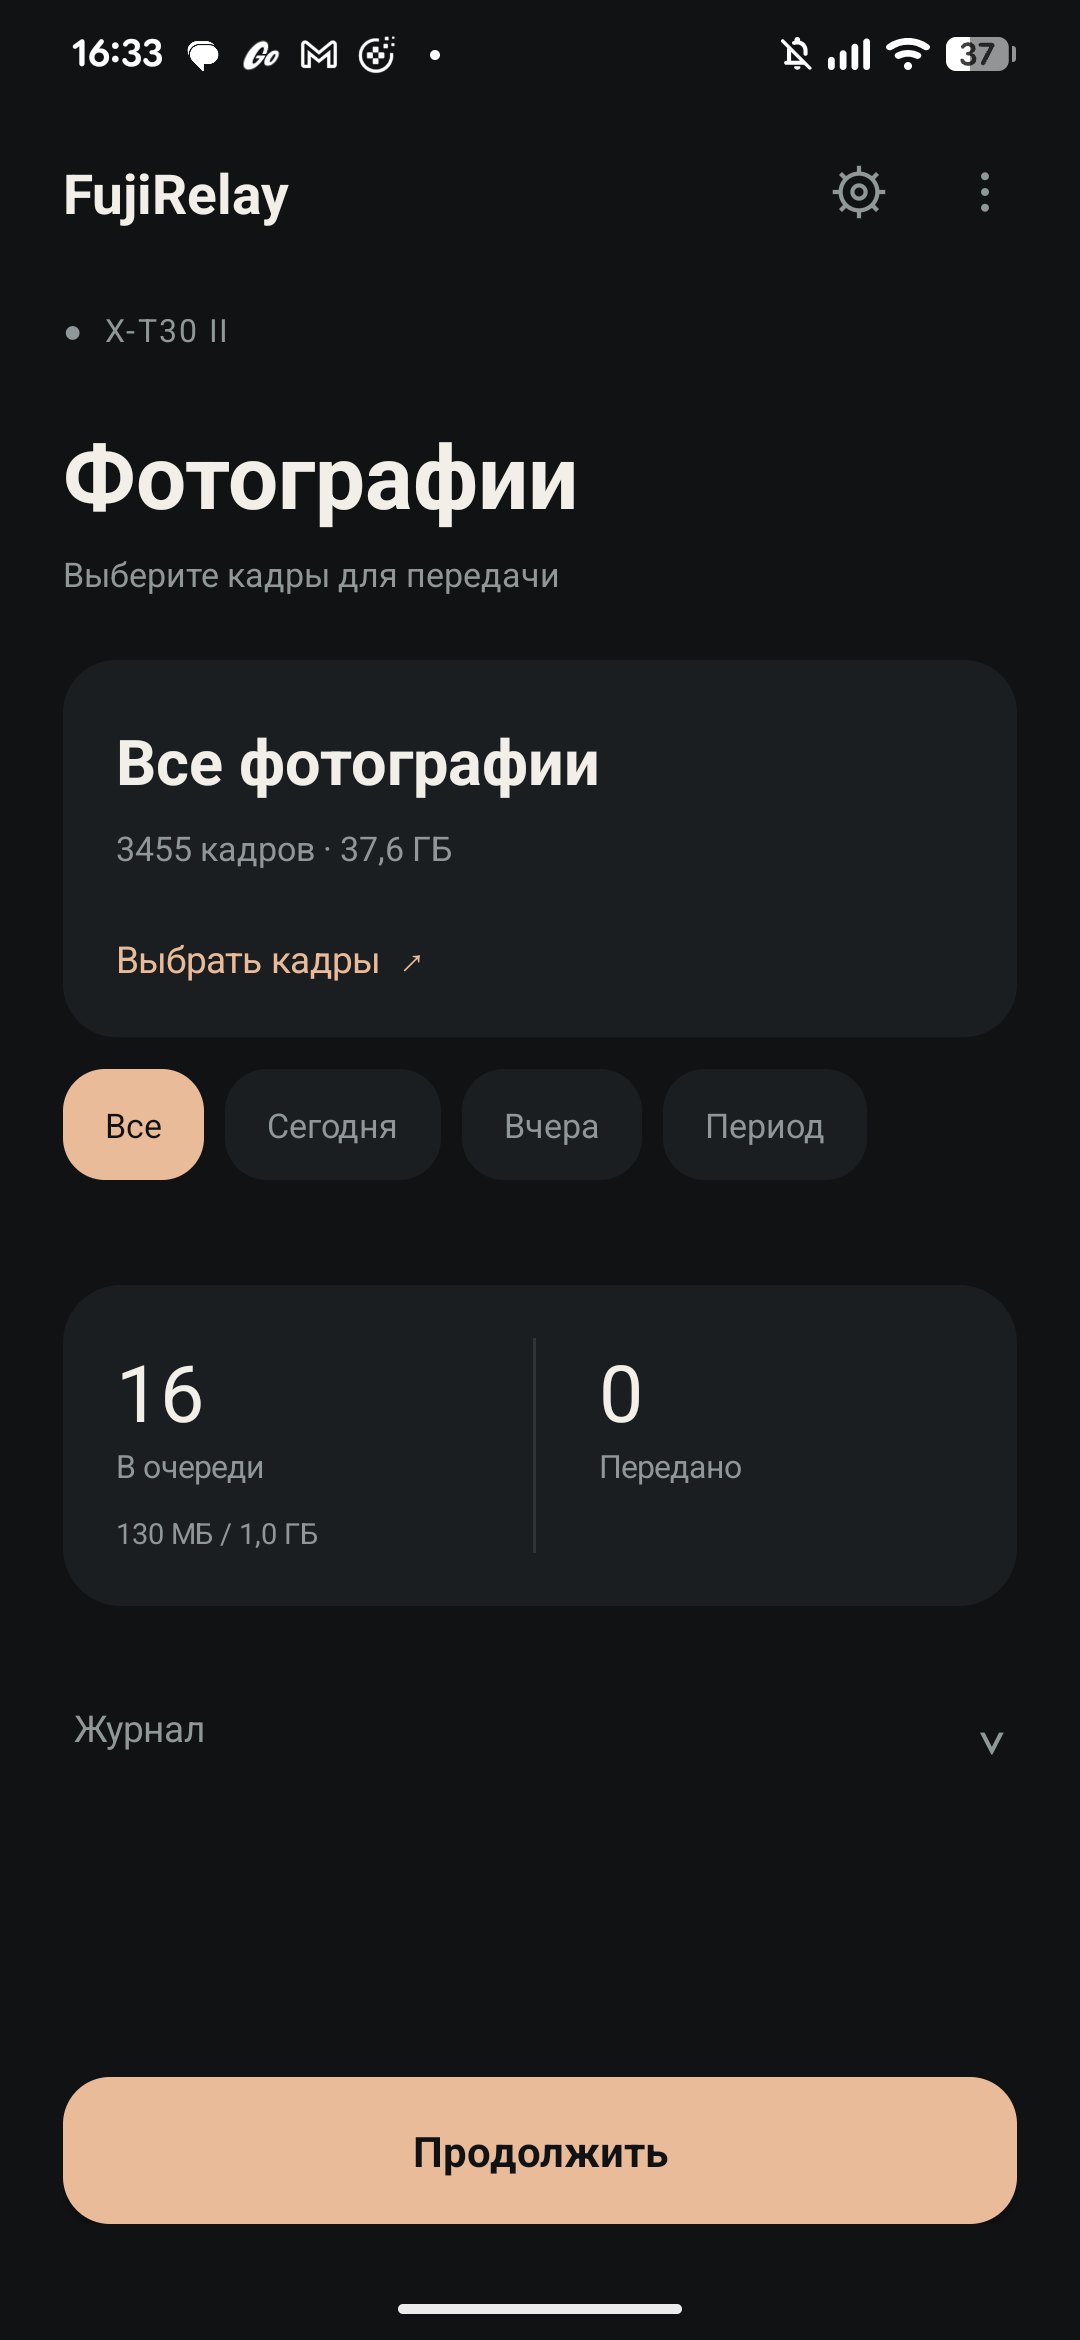 16:33
Go
37
FujiRelay
X-T30 II
Фотографии
Выберите кадры для передачи
Все фотографии
3455 кадров · 37,6 ГБ
Выбрать кадры ↗
Все
Сегодня
Вчера
Период
16
0
В очереди
Передано
130 МБ / 1,0 ГБ
Журнал
Продолжить